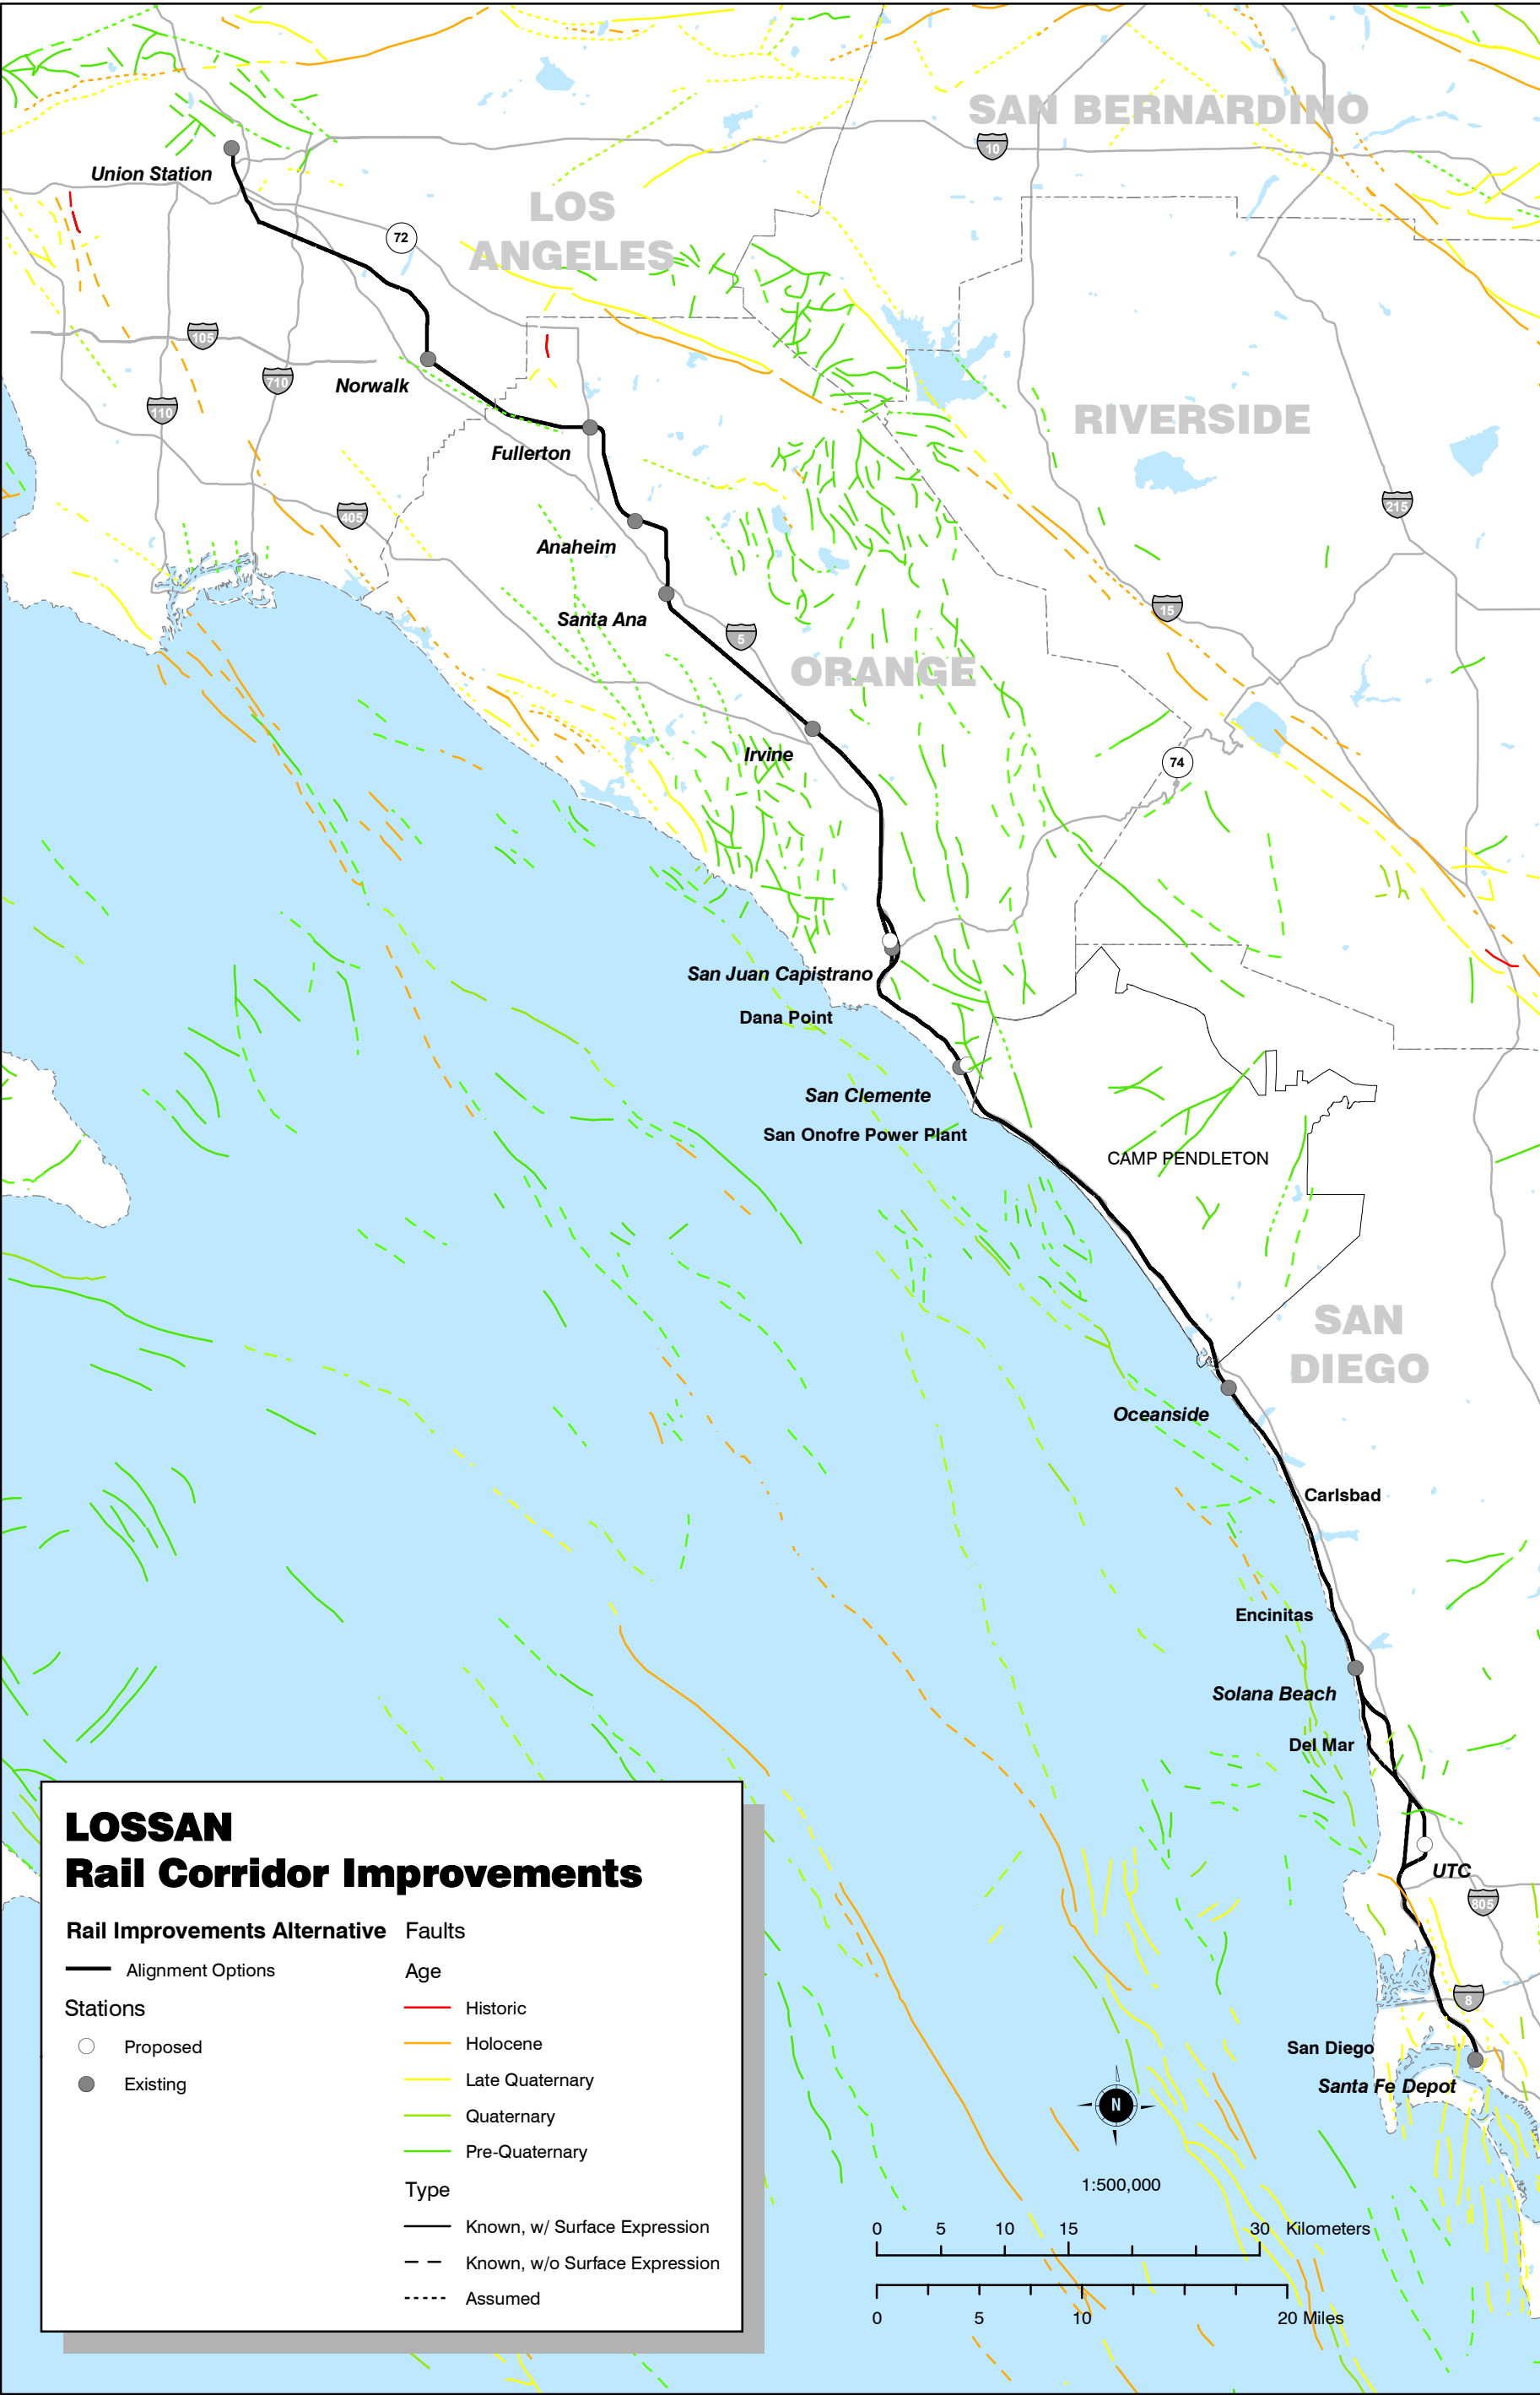 SAN BERNARDINO
10
Union Station
LOS
ANGELES
72
105
710
Norwalk
110
RIVERSIDE
Fullerton
215
405
Anaheim
15
Santa Ana
5
ORANGE
Irvine
74
San Juan Capistrano
Dana Point
San Clemente
San Onofre Power Plant
CAMP PENDLETON
SAN
DIEGO
Oceanside
Carlsbad
Encinitas
Solana Beach
Del Mar
UTC
805
8
San Diego
Santa Fe Depot
LOSSAN
Rail Corridor Improvements
Rail Improvements Alternative
Alignment Options
Stations
Proposed
Existing
Faults
Age
Historic
Holocene
Late Quaternary
Quaternary
Pre-Quaternary
Type
Known, w/ Surface Expression
Known, w/o Surface Expression
Assumed
N
1:500,000
0 5 10 15 30 Kilometers
0 5 10 20 Miles